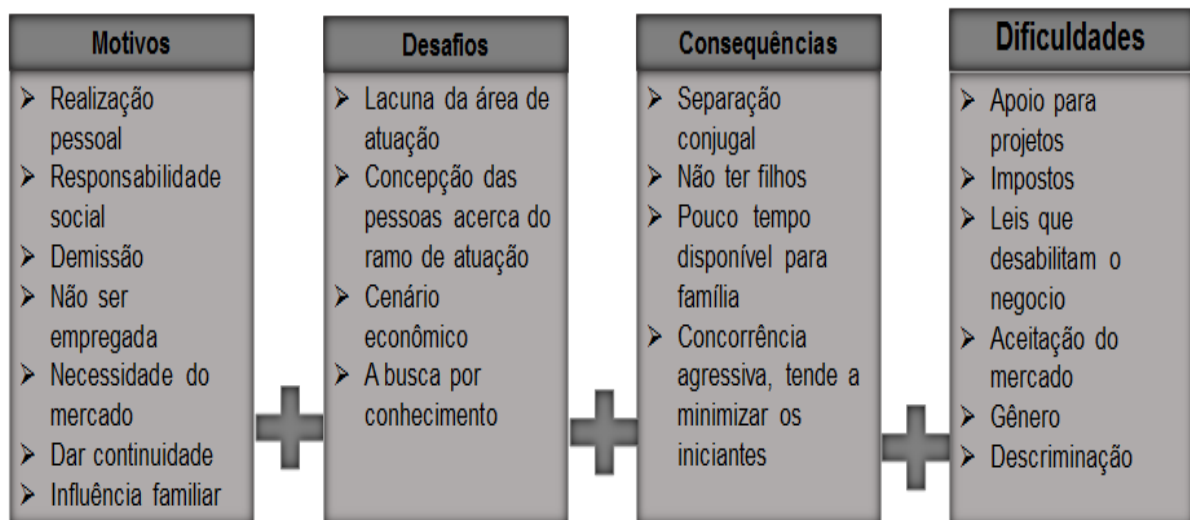 Motivos
➢ Realização
pessoal
➢ Responsabilidade
social
➢ Demissão
➢ Não ser
empregada
➢ Necessidade do
mercado
➢ Dar continuidade
➢ Influência familiar
Desafios
➢ Lacuna da área de
atuação
➢ Concepção das
pessoas acerca do
ramo de atuação
➢ Cenário
econômico
➢ A busca por
conhecimento
Consequências
➢ Separação
conjugal
➢ Não ter filhos
➢ Pouco tempo
disponível para
família
➢ Concorrência
agressiva, tende a
minimizar os
iniciantes
Dificuldades
➢ Apoio para
projetos
➢ Impostos
➢ Leis que
desabilitam o
negocio
➢ Aceitação do
mercado
➢ Gênero
➢ Descriminação